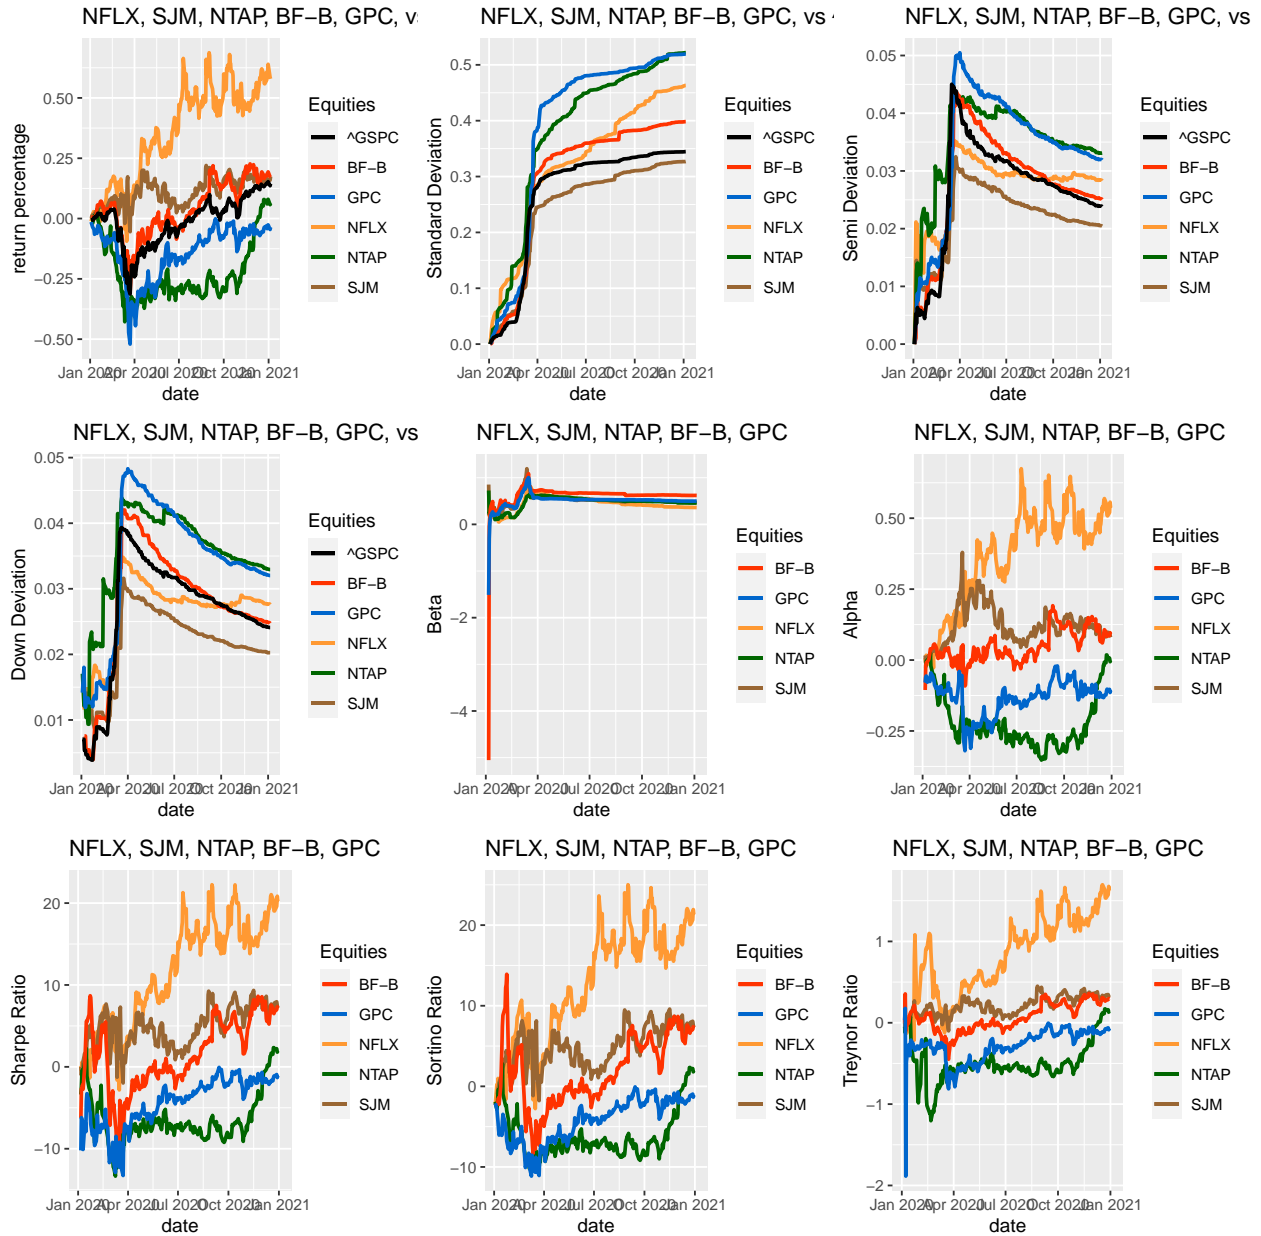 NFLX, SJM, NTAP, BF−B, GPC, vs
return percentage
0.50
0.25
0.00
−0.25
−0.50
Jan 2020 Apr 2020 Jul 2020 Oct 2020 Jan 2021
date
Equities
^GSPC
BF−B
GPC
NFLX
NTAP
SJM
NFLX, SJM, NTAP, BF−B, GPC, vs
Standard Deviation
0.5
0.4
0.3
0.2
0.1
0.0
Jan 2020 Apr 2020 Jul 2020 Oct 2020 Jan 2021
date
Equities
^GSPC
BF−B
GPC
NFLX
NTAP
SJM
NFLX, SJM, NTAP, BF−B, GPC, vs
Semi Deviation
0.05
0.04
0.03
0.02
0.01
0.00
Jan 2020 Apr 2020 Jul 2020 Oct 2020 Jan 2021
date
Equities
^GSPC
BF−B
GPC
NFLX
NTAP
SJM
NFLX, SJM, NTAP, BF−B, GPC, vs
Down Deviation
0.05
0.04
0.03
0.02
0.01
Jan 2020 Apr 2020 Jul 2020 Oct 2020 Jan 2021
date
Equities
^GSPC
BF−B
GPC
NFLX
NTAP
SJM
NFLX, SJM, NTAP, BF−B, GPC
Beta
0
−2
−4
Jan 2020 Apr 2020 Jul 2020 Oct 2020 Jan 2021
date
Equities
BF−B
GPC
NFLX
NTAP
SJM
NFLX, SJM, NTAP, BF−B, GPC
Alpha
0.50
0.25
0.00
−0.25
Jan 2020 Apr 2020 Jul 2020 Oct 2020 Jan 2021
date
Equities
BF−B
GPC
NFLX
NTAP
SJM
NFLX, SJM, NTAP, BF−B, GPC
Sharpe Ratio
20
10
0
−10
Jan 2020 Apr 2020 Jul 2020 Oct 2020 Jan 2021
date
Equities
BF−B
GPC
NFLX
NTAP
SJM
NFLX, SJM, NTAP, BF−B, GPC
Sortino Ratio
20
10
0
−10
Jan 2020 Apr 2020 Jul 2020 Oct 2020 Jan 2021
date
Equities
BF−B
GPC
NFLX
NTAP
SJM
NFLX, SJM, NTAP, BF−B, GPC
Treynor Ratio
1
0
−1
−2
Jan 2020 Apr 2020 Jul 2020 Oct 2020 Jan 2021
date
Equities
BF−B
GPC
NFLX
NTAP
SJM